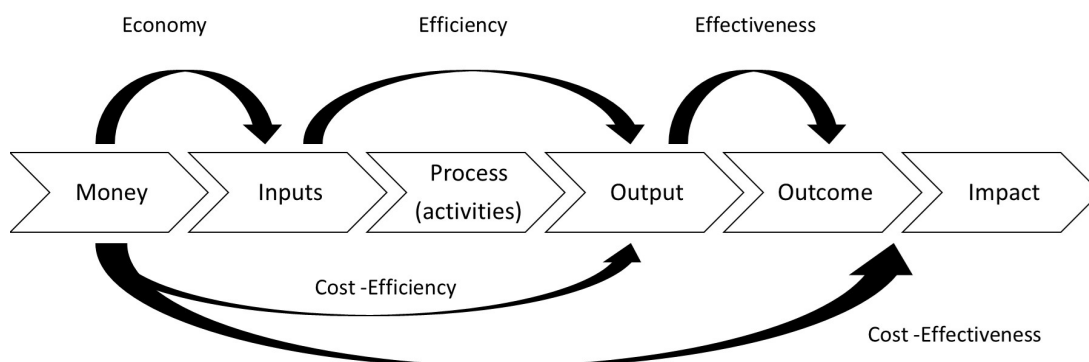 Economy
Efficiency
Effectiveness
Money
Inputs
Process
(activities)
Output
Outcome
Impact
Cost -Efficiency
Cost -Effectiveness